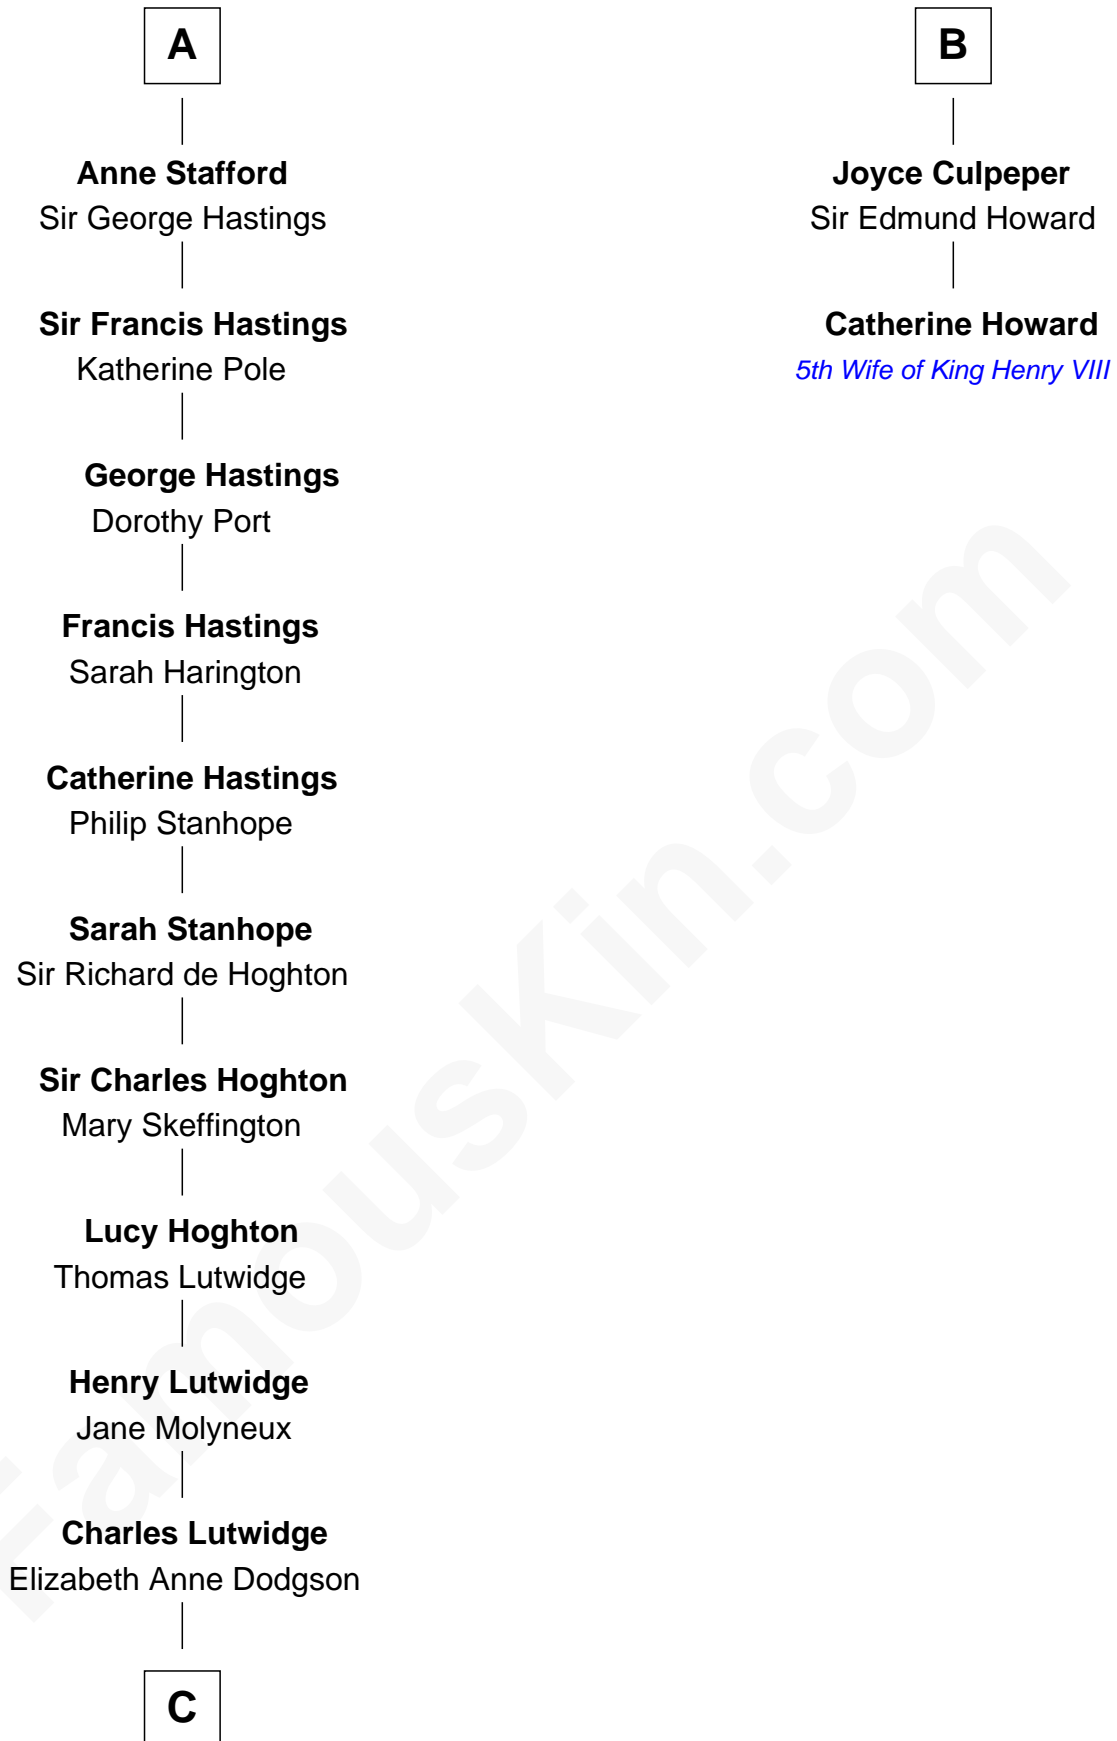 A
Anne Stafford
Sir George Hastings
Sir Francis Hastings
Katherine Pole
George Hastings
Dorothy Port
Francis Hastings
Sarah Harington
Catherine Hastings
Philip Stanhope
Sarah Stanhope
Sir Richard de Hoghton
Sir Charles Hoghton
Mary Skeffington
Lucy Hoghton
Thomas Lutwidge
Henry Lutwidge
Jane Molyneux
Charles Lutwidge
Elizabeth Anne Dodgson
C
B
Joyce Culpeper
Sir Edmund Howard
Catherine Howard
5th Wife of King Henry VIII
FamousKin.com